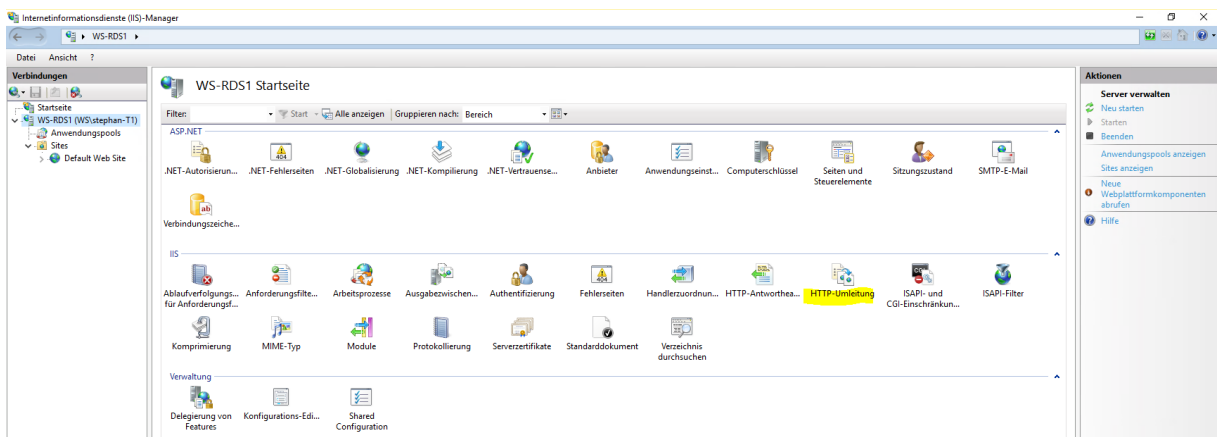 Internetinformationsdienste (IIS)-Manager
WS-RDS1
Datei Ansicht ?
Verbindungen
Startseite
WS-RDS1 (WS\stephan-T1)
Anwendungspools
Sites
Default Web Site
WS-RDS1 Startseite
Filter: Start Alle anzeigen Gruppieren nach: Bereich
ASP.NET
.NET-Autorisierun... .NET-Fehlerseiten .NET-Globalisierung .NET-Kompilierung .NET-Vertrauense... Anbieter Anwendungseinst... Computerschlüssel Seiten und Steuerelemente Sitzungszustand SMTP-E-Mail
Verbindungszeiche...
IIS
Ablaufverfolgungs... für Anforderungsf... Anforderungsfilte... Arbeitsprozesse Ausgabezwischen... Authentifizierung Fehlerseiten Handlerzuordnun... HTTP-Antworthea... HTTP-Umleitung ISAPI- und CGI-Einschränkun... ISAPI-Filter
Komprimierung MIME-Typ Module Protokollierung Serverzertifikate Standarddokument Verzeichnis durchsuchen
Verwaltung
Delegierung von Features Konfigurations-Edi... Shared Configuration
Aktionen
Server verwalten
Neu starten
Starten
Beenden
Anwendungspools anzeigen
Sites anzeigen
Neue
Webplattformkomponenten
abrufen
Hilfe